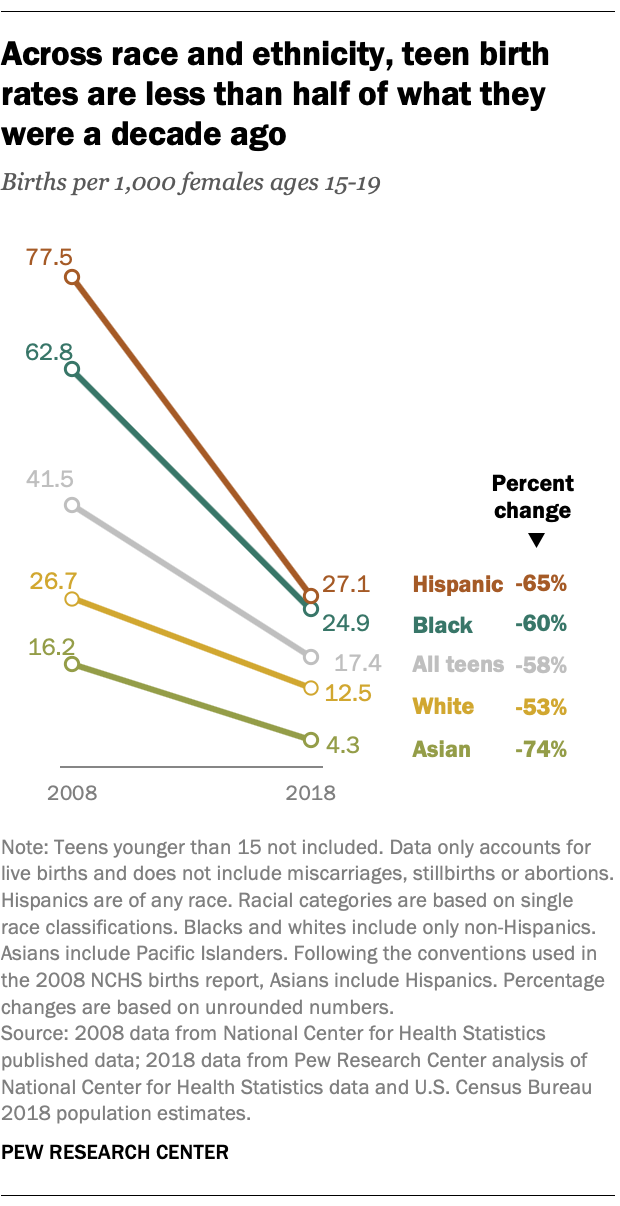 Across race and ethnicity, teen birth
rates are less than half of what they
were a decade ago
Births per 1,000 females ages 15-19
77.5
62.8
41.5
26.7
16.2
Percent
change
27.1 Hispanic -65%
24.9 Black -60%
17.4 All teens -58%
12.5 White -53%
4.3 Asian -74%
2008 2018
Note: Teens younger than 15 not included. Data only accounts for
live births and does not include miscarriages, stillbirths or abortions.
Hispanics are of any race. Racial categories are based on single
race classifications. Blacks and whites include only non-Hispanics.
Asians include Pacific Islanders. Following the conventions used in
the 2008 NCHS births report, Asians include Hispanics. Percentage
changes are based on unrounded numbers.
Source: 2008 data from National Center for Health Statistics
published data; 2018 data from Pew Research Center analysis of
National Center for Health Statistics data and U.S. Census Bureau
2018 population estimates.
PEW RESEARCH CENTER